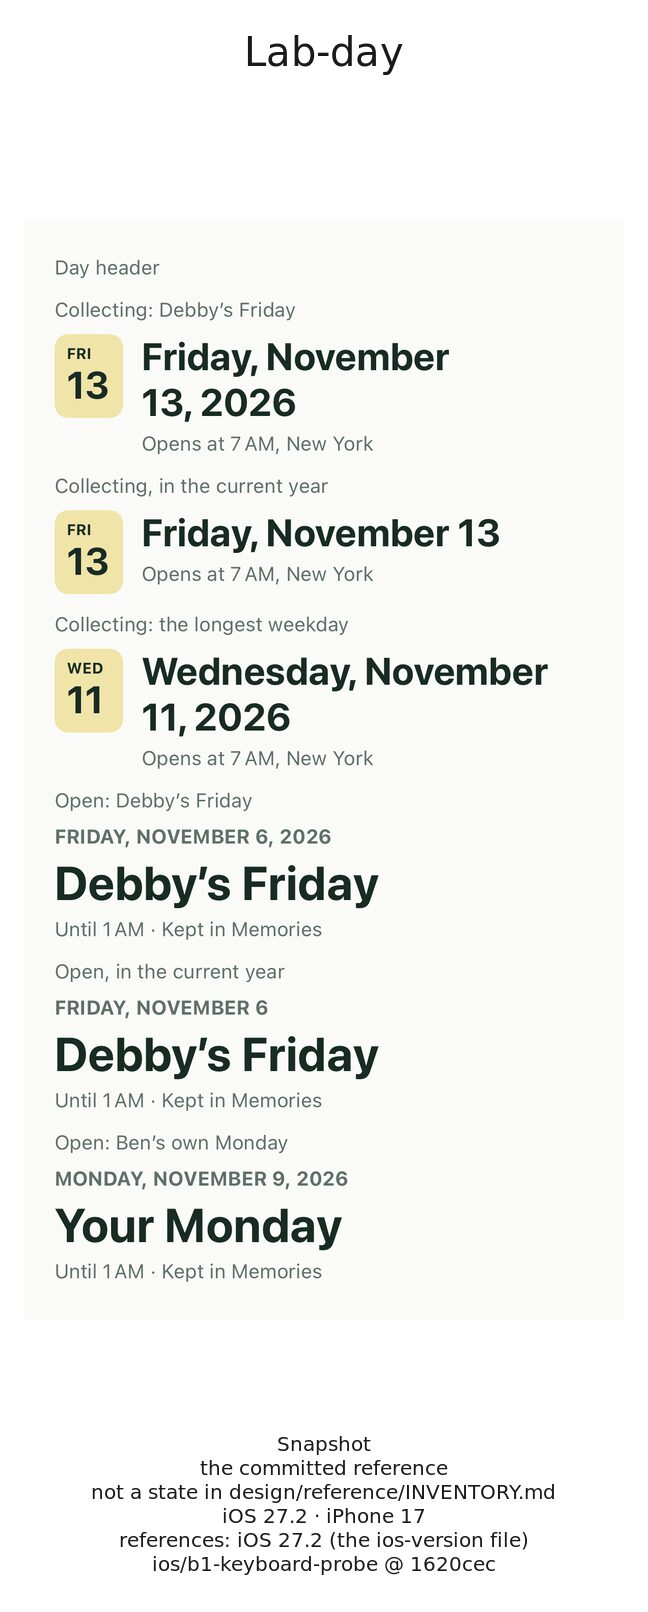 Lab-day
Day header
Collecting: Debby’s Friday
FRI
13
Friday, November
13, 2026
Opens at 7 AM, New York
Collecting, in the current year
FRI
13
Friday, November 13
Opens at 7 AM, New York
Collecting: the longest weekday
WED
11
Wednesday, November
11, 2026
Opens at 7 AM, New York
Open: Debby’s Friday
FRIDAY, NOVEMBER 6, 2026
Debby’s Friday
Until 1 AM · Kept in Memories
Open, in the current year
FRIDAY, NOVEMBER 6
Debby’s Friday
Until 1 AM · Kept in Memories
Open: Ben’s own Monday
MONDAY, NOVEMBER 9, 2026
Your Monday
Until 1 AM · Kept in Memories
Snapshot
the committed reference
not a state in design/reference/INVENTORY.md
iOS 27.2 · iPhone 17
references: iOS 27.2 (the ios-version file)
ios/b1-keyboard-probe @ 1620cec